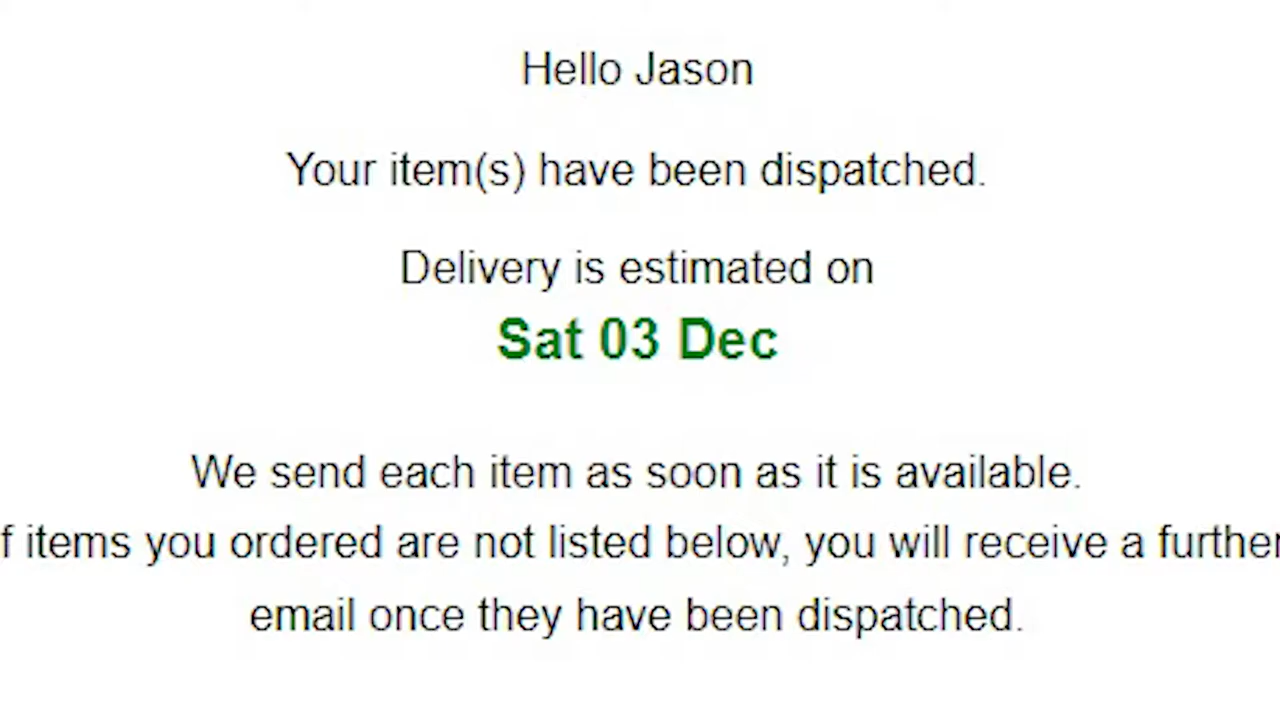 Hello Jason
Your item(s) have been dispatched.
Delivery is estimated on
Sat 03 Dec
We send each item as soon as it is available.
f items you ordered are not listed below, you will receive a further
email once they have been dispatched.